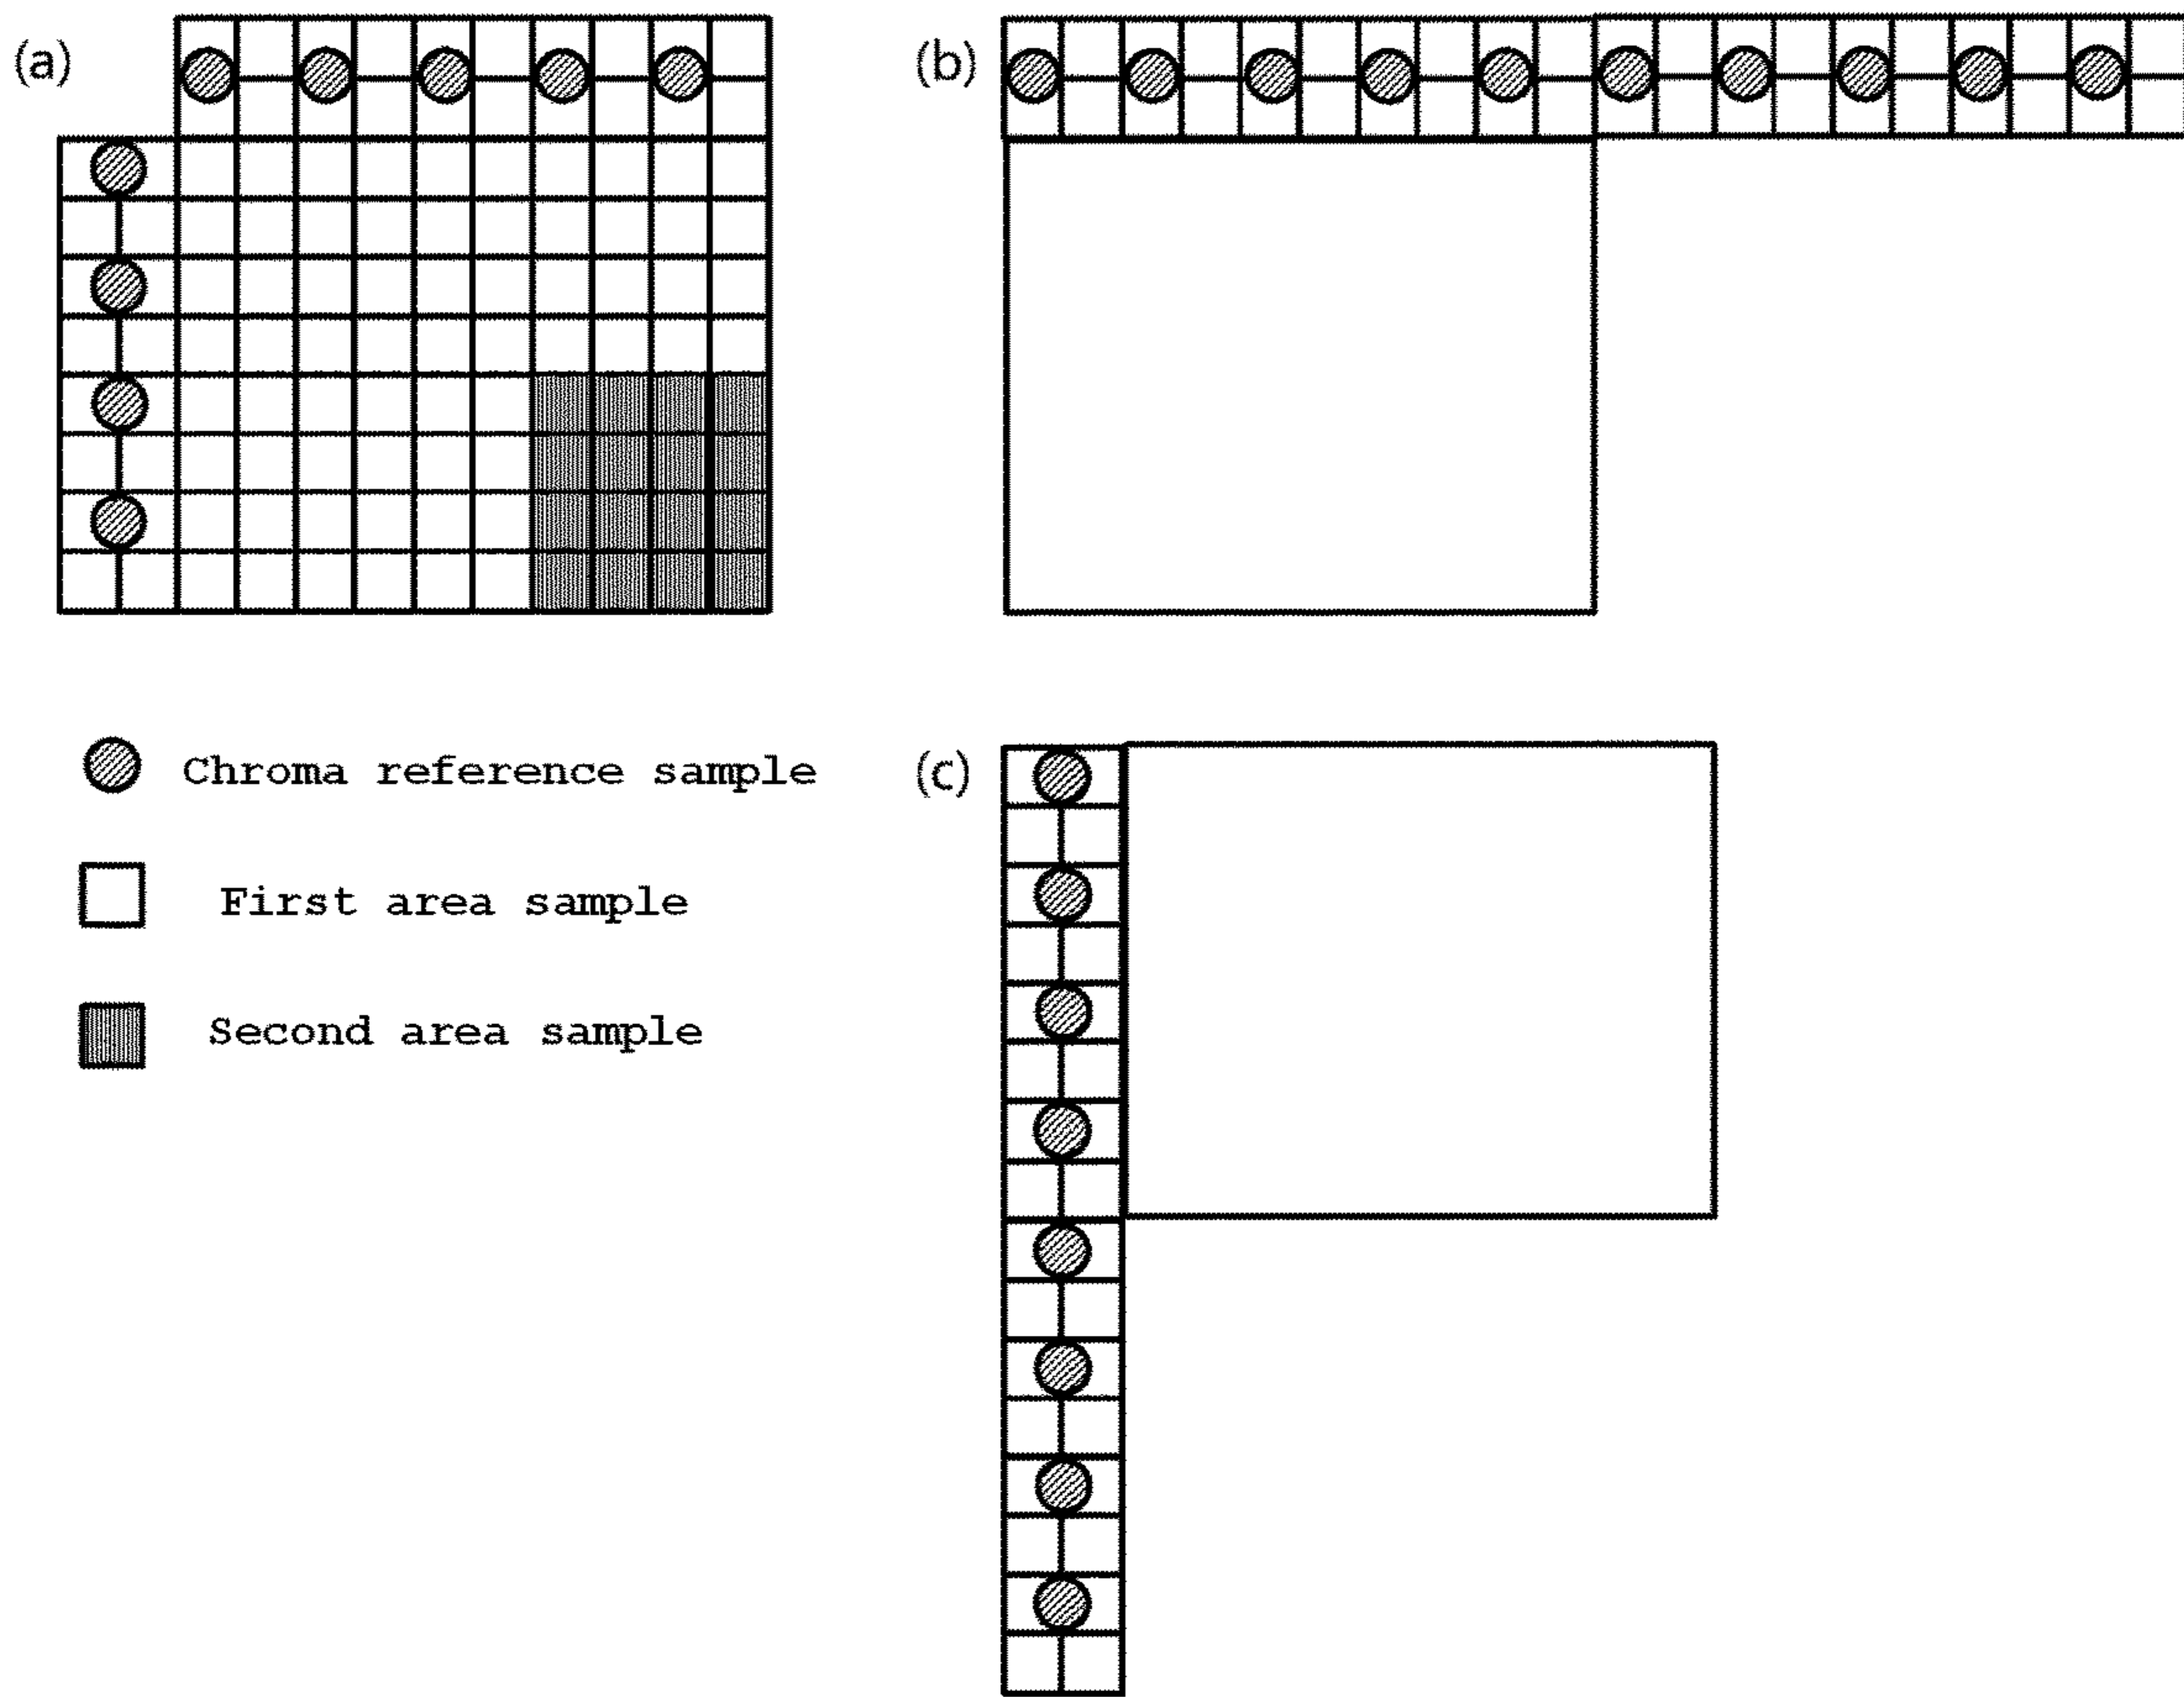 (a)
(b)
Chroma reference sample
First area sample
Second area sample
(c)